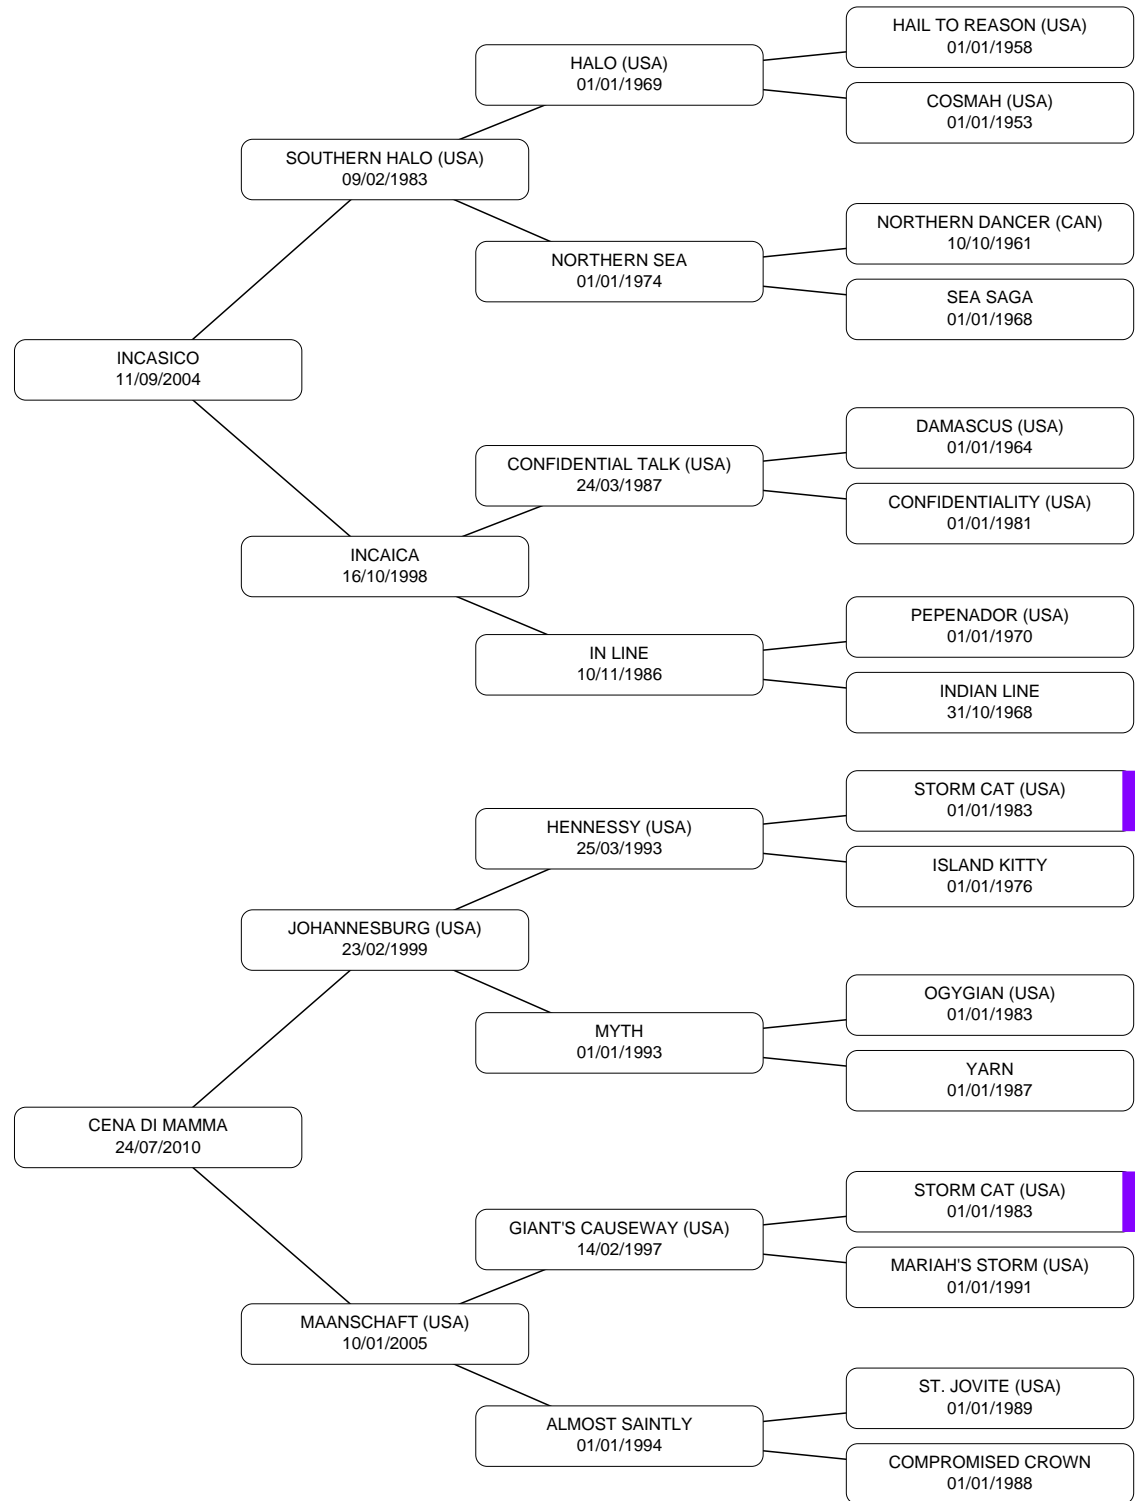 HAIL TO REASON (USA)
01/01/1958
HALO (USA)
01/01/1969
COSMAH (USA)
01/01/1953
SOUTHERN HALO (USA)
09/02/1983
NORTHERN DANCER (CAN)
10/10/1961
NORTHERN SEA
01/01/1974
SEA SAGA
01/01/1968
INCASICO
11/09/2004
DAMASCUS (USA)
01/01/1964
CONFIDENTIAL TALK (USA)
24/03/1987
CONFIDENTIALITY (USA)
01/01/1981
INCAICA
16/10/1998
PEPENADOR (USA)
01/01/1970
IN LINE
10/11/1986
INDIAN LINE
31/10/1968
STORM CAT (USA)
01/01/1983
HENNESSY (USA)
25/03/1993
ISLAND KITTY
01/01/1976
JOHANNESBURG (USA)
23/02/1999
OGYGIAN (USA)
01/01/1983
MYTH
01/01/1993
YARN
01/01/1987
CENA DI MAMMA
24/07/2010
STORM CAT (USA)
01/01/1983
GIANT'S CAUSEWAY (USA)
14/02/1997
MARIAH'S STORM (USA)
01/01/1991
MAANSCHAFT (USA)
10/01/2005
ST. JOVITE (USA)
01/01/1989
ALMOST SAINTLY
01/01/1994
COMPROMISED CROWN
01/01/1988